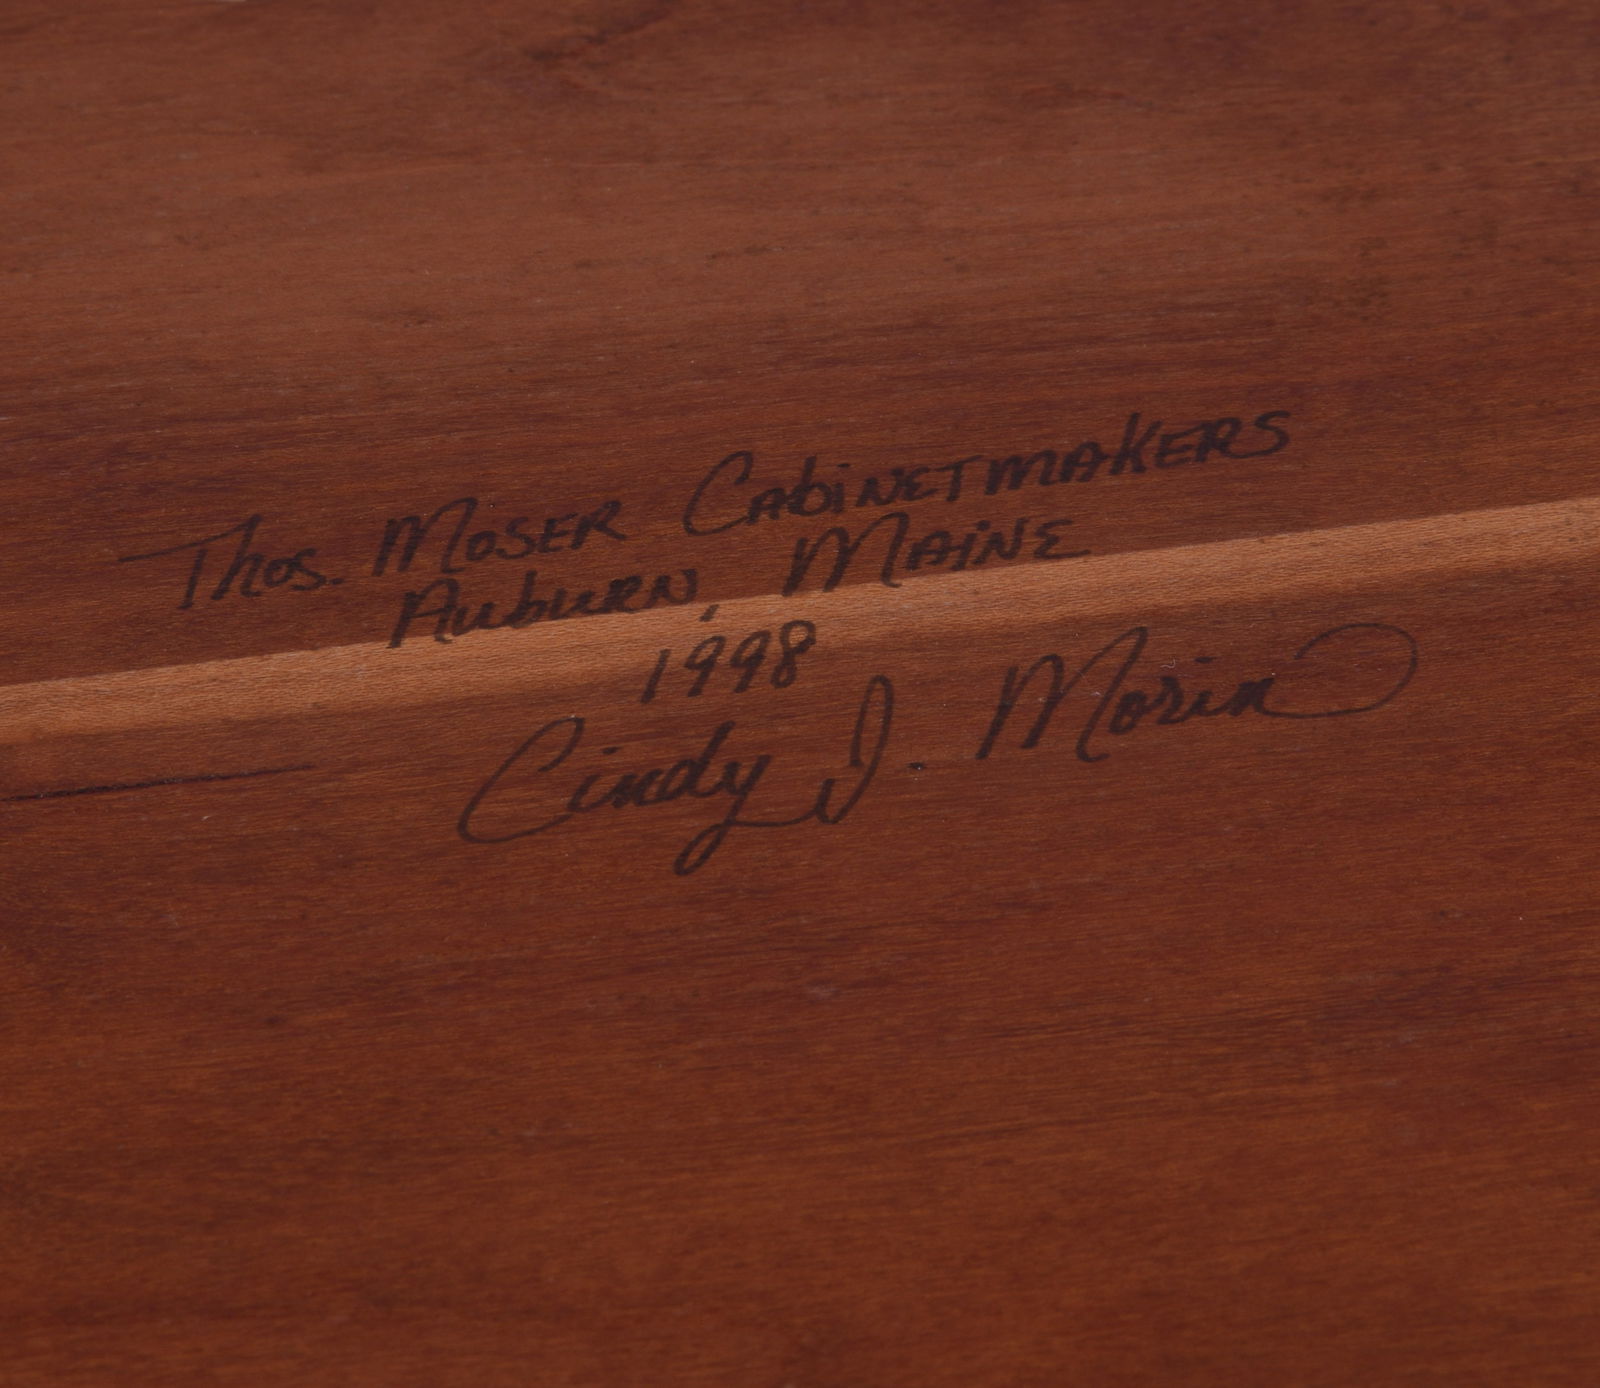 Thos. Moser Cabinetmakers
Auburn, Maine
1998
Cindy J. Morin